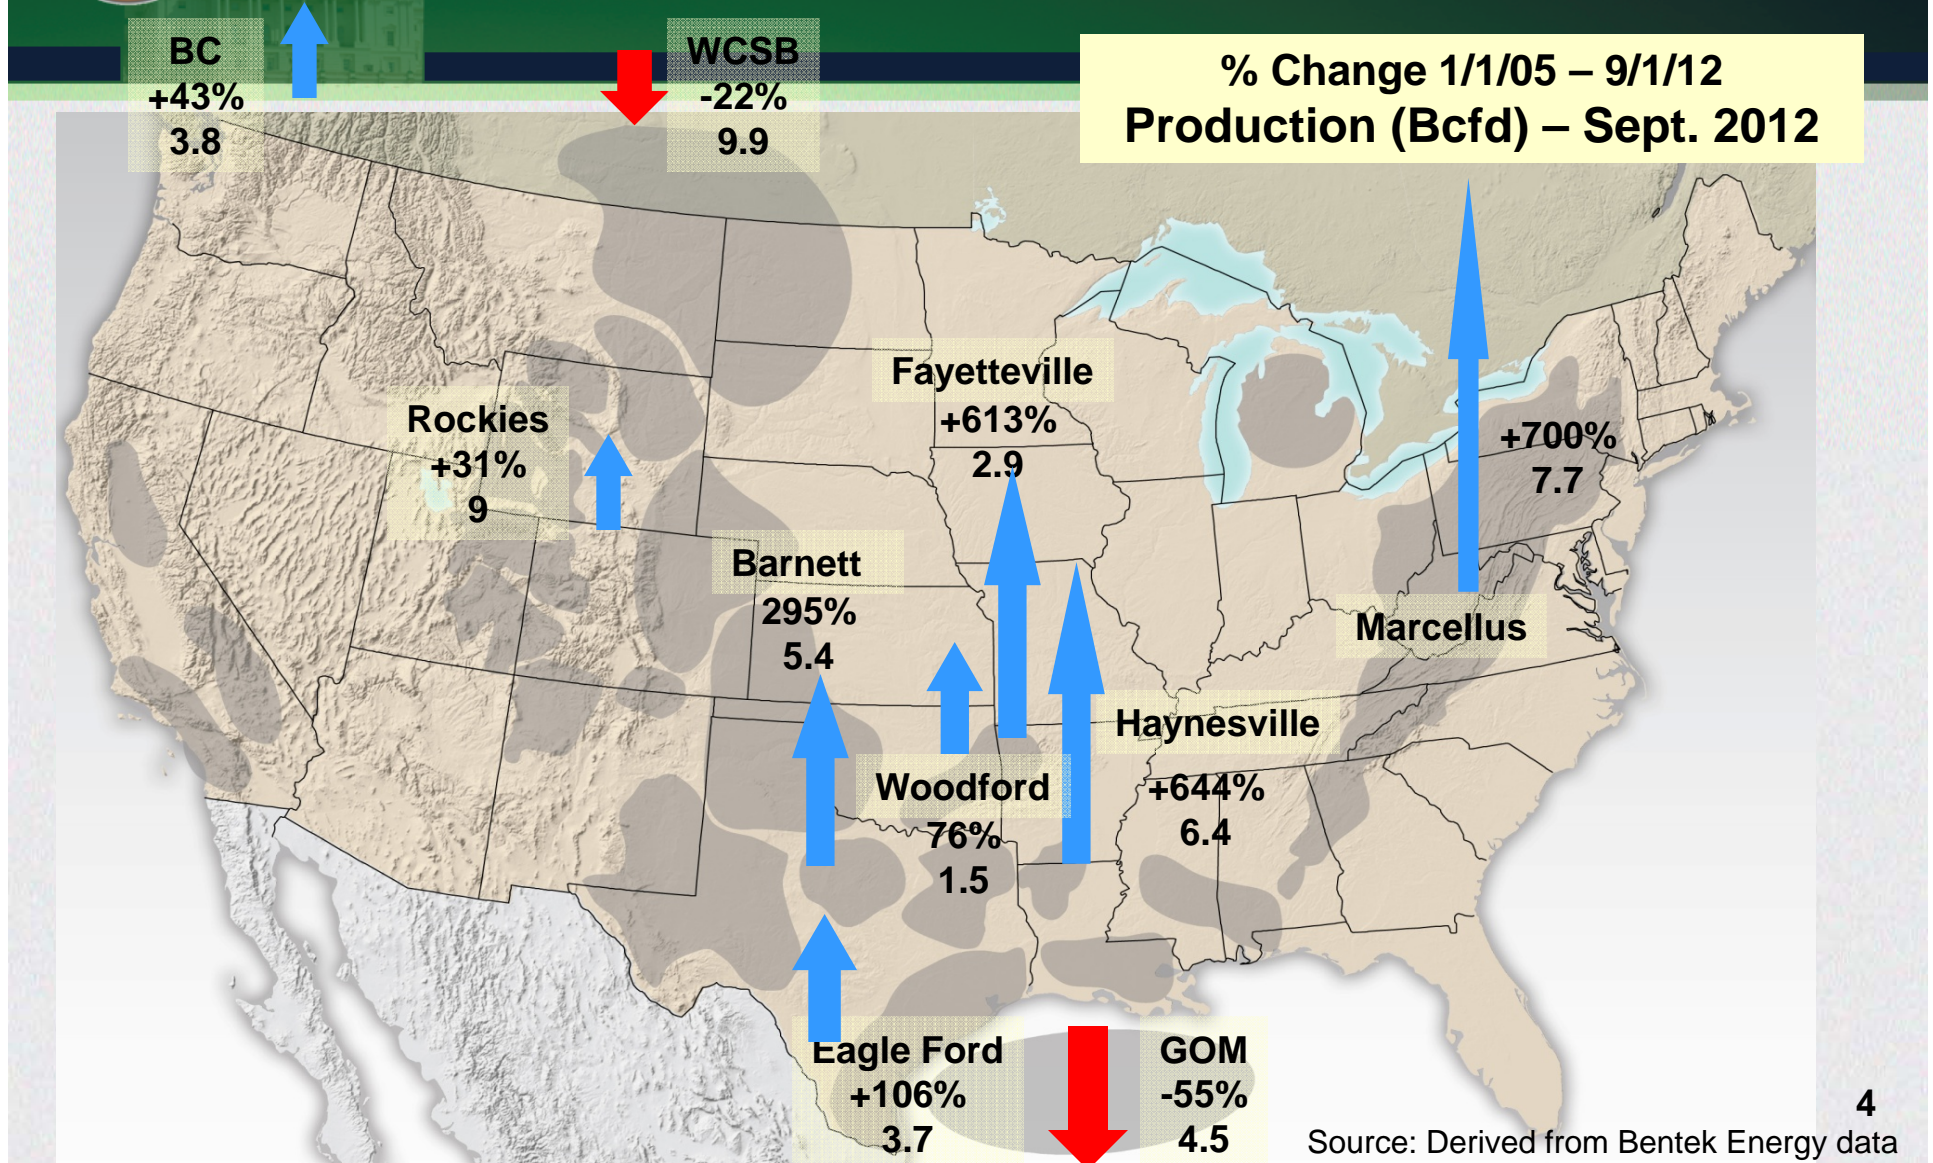 BC
+43%
3.8
WCSB
-22%
9.9
% Change 1/1/05 – 9/1/12
Production (Bcfd) – Sept. 2012
Rockies
+31%
9
Fayetteville
+613%
2.9
+700%
7.7
Marcellus
Barnett
295%
5.4
Haynesville
+644%
6.4
Woodford
76%
1.5
Eagle Ford
+106%
3.7
GOM
-55%
4.5
4
Source: Derived from Bentek Energy data